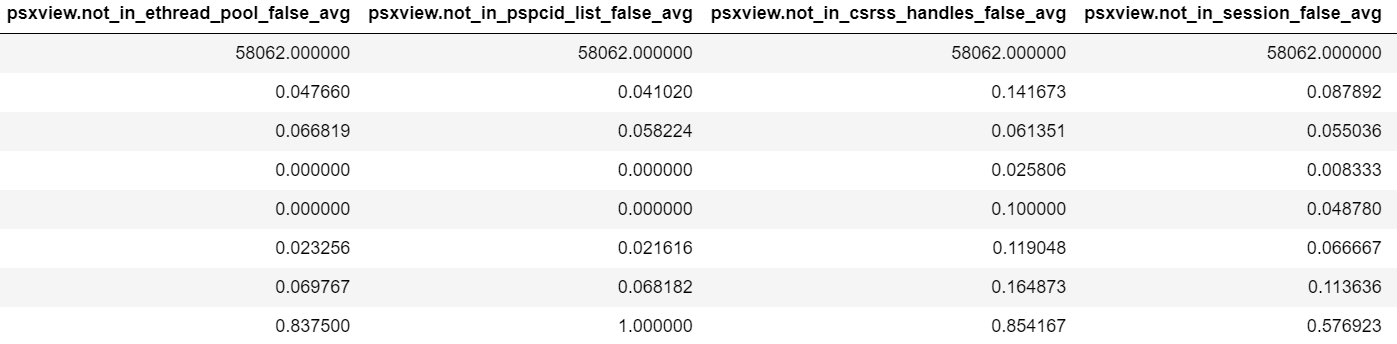 psxview.not_in_ethread_pool_false_avg psxview.not_in_pspcid_list_false_avg psxview.not_in_csrss_handles_false_avg psxview.not_in_session_false_avg
58062.000000 58062.000000 58062.000000 58062.000000
0.047660 0.041020 0.141673 0.087892
0.066819 0.058224 0.061351 0.055036
0.000000 0.000000 0.025806 0.008333
0.000000 0.000000 0.100000 0.048780
0.023256 0.021616 0.119048 0.066667
0.069767 0.068182 0.164873 0.113636
0.837500 1.000000 0.854167 0.576923